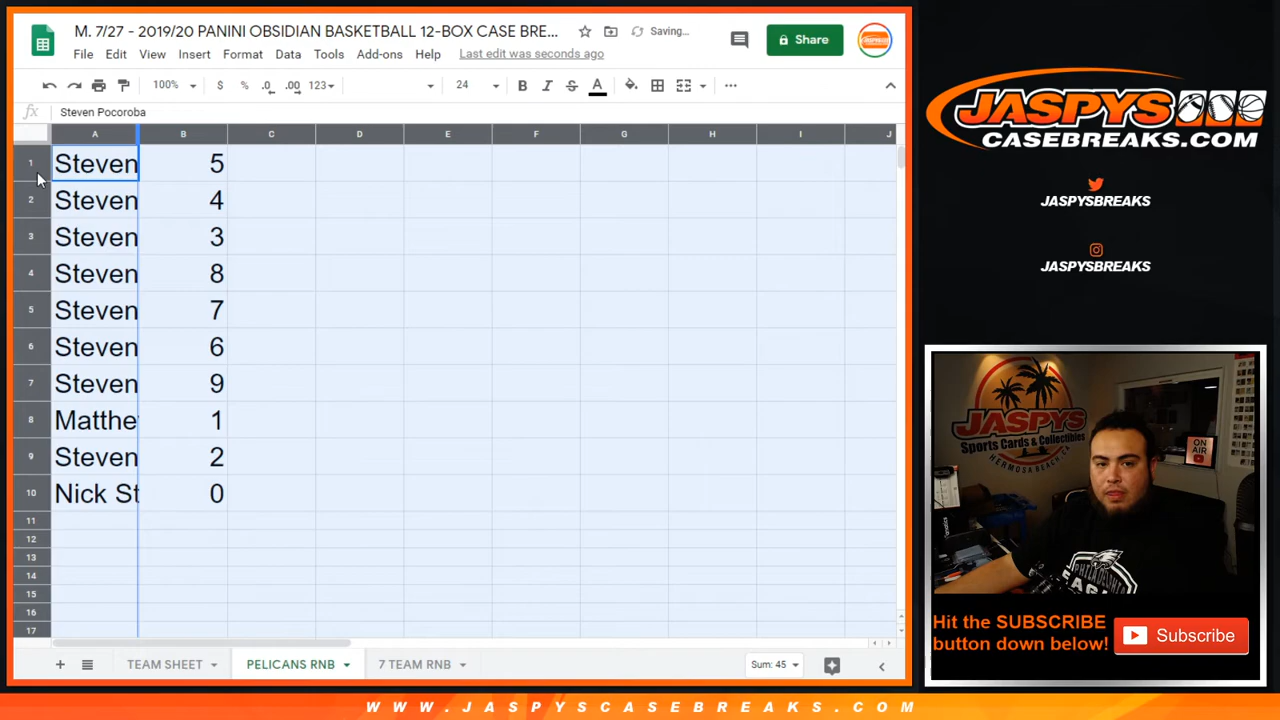 M. 7/27 - 2019/20 PANINI OBSIDIAN BASKETBALL 12-BOX CASE BRE... Saving...
File Edit View Insert Format Data Tools Add-ons Help Last edit was seconds ago
Share
100% $ % .0 .00 123 24 B I S A
fx Steven Pocoroba
A B C D E F G H I J
1 Steven 5
2 Steven 4
3 Steven 3
4 Steven 8
5 Steven 7
6 Steven 6
7 Steven 9
8 Matthe 1
9 Steven 2
10 Nick St 0
11
12
13
14
15
16
17
TEAM SHEET PELICANS RNB 7 TEAM RNB Sum: 45
JASPYS
CASEBREAKS.COM
JASPYSBREAKS
JASPYSBREAKS
JASPYS
Sports Cards & Collectibles
HERMOSA BEACH, CA
ON AIR
PHILADELPHIA
EAGL
Hit the SUBSCRIBE
button down below!
Subscribe
WWW.JASPYSCASEBREAKS.COM